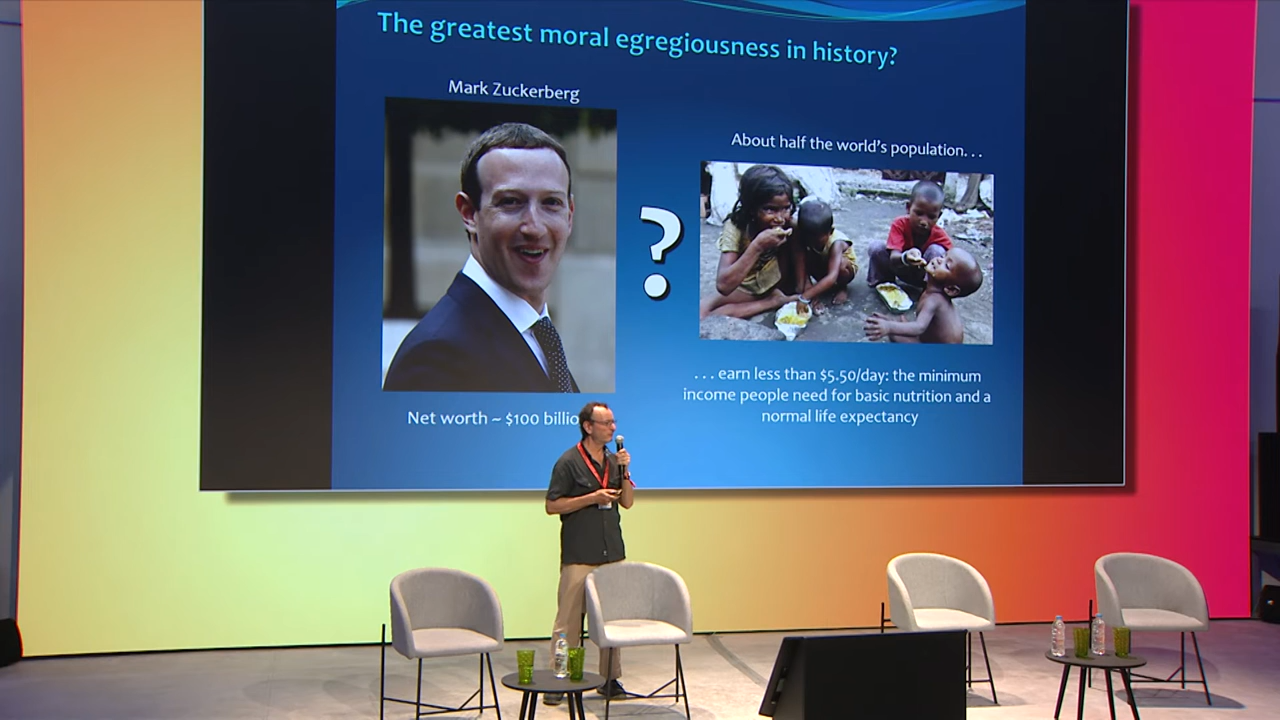 The greatest moral egregiousness in history?
Mark Zuckerberg
About half the world's population. . .
?
. . . earn less than $5.50/day: the minimum
income people need for basic nutrition and a
normal life expectancy
Net worth ~ $100 billio